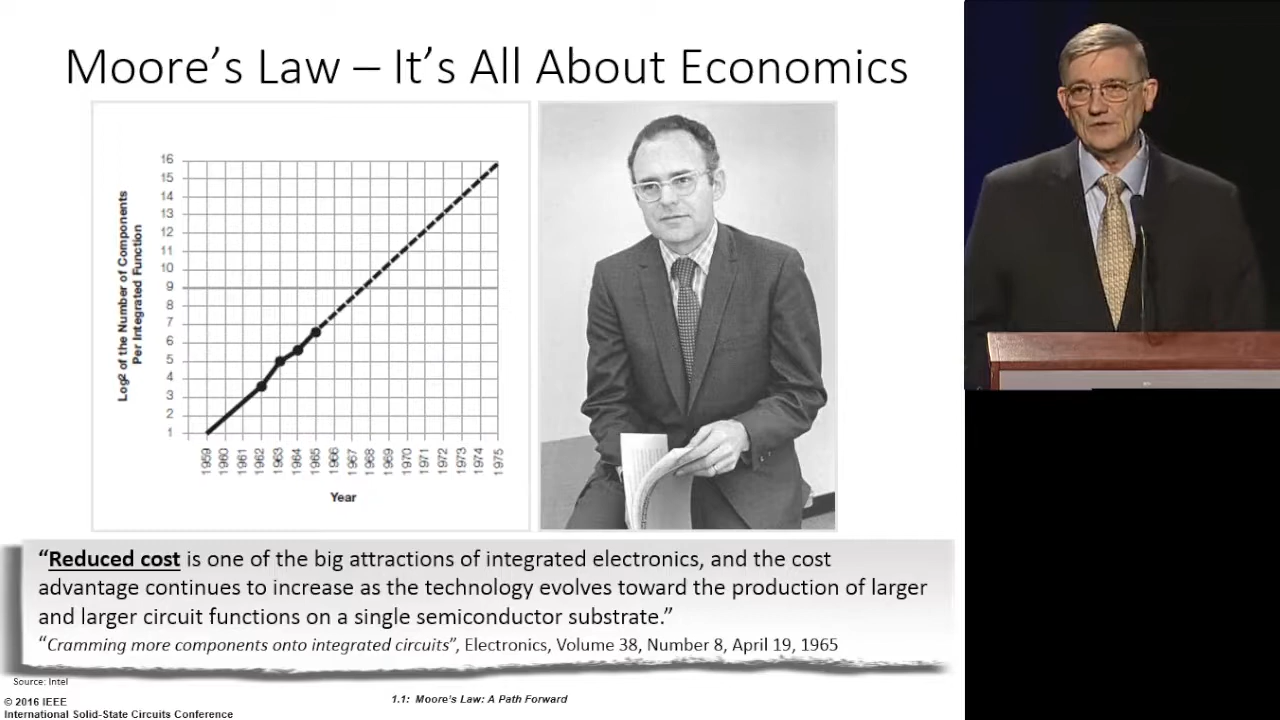 Moore’s Law – It’s All About Economics
16
15
14
13
12
11
10
9
8
7
6
5
4
3
2
1
Log2 of the Number of Components
Per Integrated Function
1959 1960 1961 1962 1963 1964 1965 1966 1967 1968 1969 1970 1971 1972 1973 1974 1975
Year
“Reduced cost is one of the big attractions of integrated electronics, and the cost
advantage continues to increase as the technology evolves toward the production of larger
and larger circuit functions on a single semiconductor substrate.”
“Cramming more components onto integrated circuits”, Electronics, Volume 38, Number 8, April 19, 1965
Source: Intel
© 2016 IEEE
International Solid-State Circuits Conference
1.1: Moore’s Law: A Path Forward